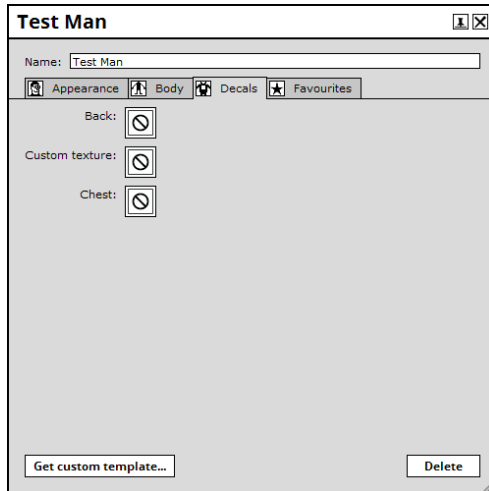 Test Man
Name: Test Man
Appearance Body Decals Favourites
Back:
Custom texture:
Chest:
Get custom template... Delete